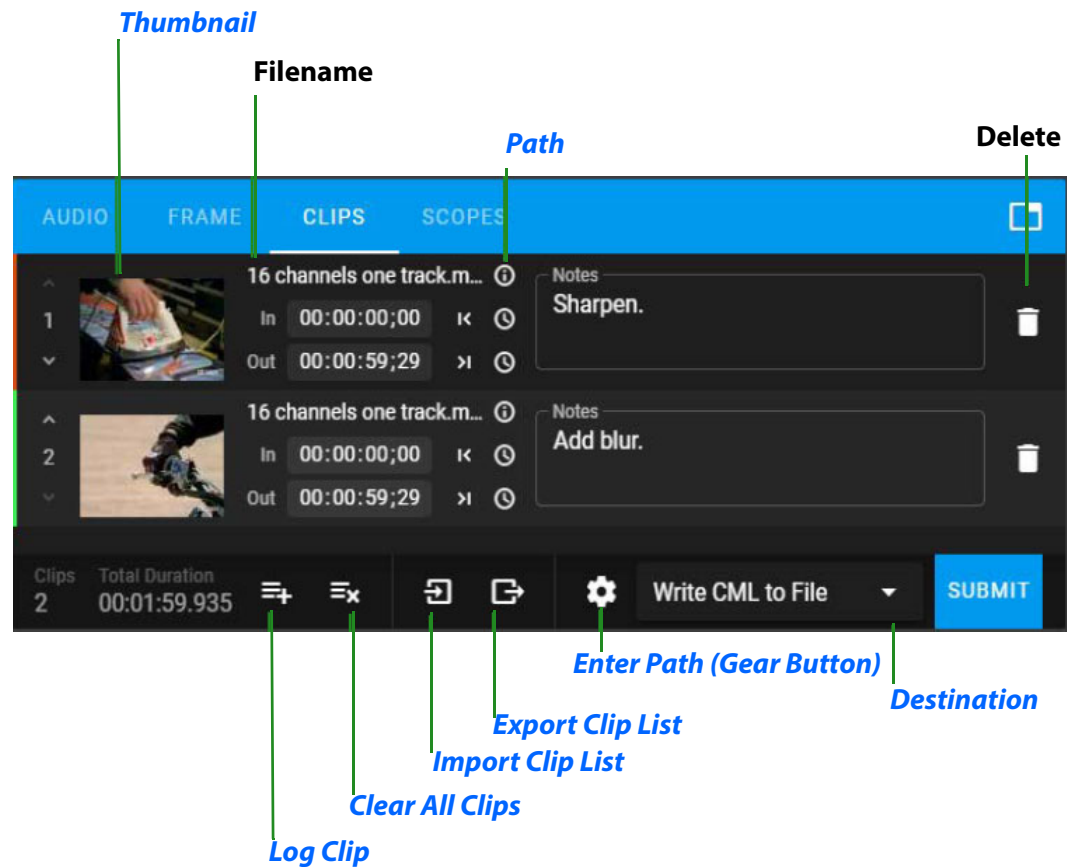 Thumbnail
Filename
Path
Delete
AUDIO FRAME CLIPS SCOPES
16 channels one track.m...
Notes
Sharpen.
1
In 00:00:00;00
Out 00:00:59;29
16 channels one track.m...
Notes
Add blur.
2
In 00:00:00;00
Out 00:00:59;29
Clips
2
Total Duration
00:01:59.935
Write CML to File
SUBMIT
Enter Path (Gear Button)
Destination
Export Clip List
Import Clip List
Clear All Clips
Log Clip